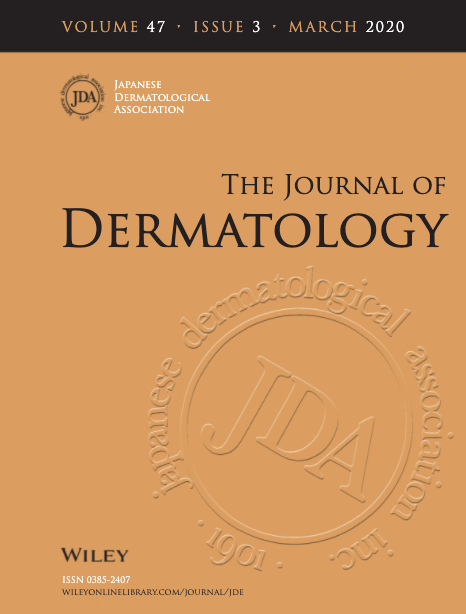 VOLUME 47 · ISSUE 3 · MARCH 2020
JDA
JAPANESE
DERMATOLOGICAL
ASSOCIATION
THE JOURNAL OF
DERMATOLOGY
Japanese dermatological association inc. · 1901 ·
JDA
WILEY
ISSN 0385-2407
WILEYONLINELIBRARY.COM/JOURNAL/JDE